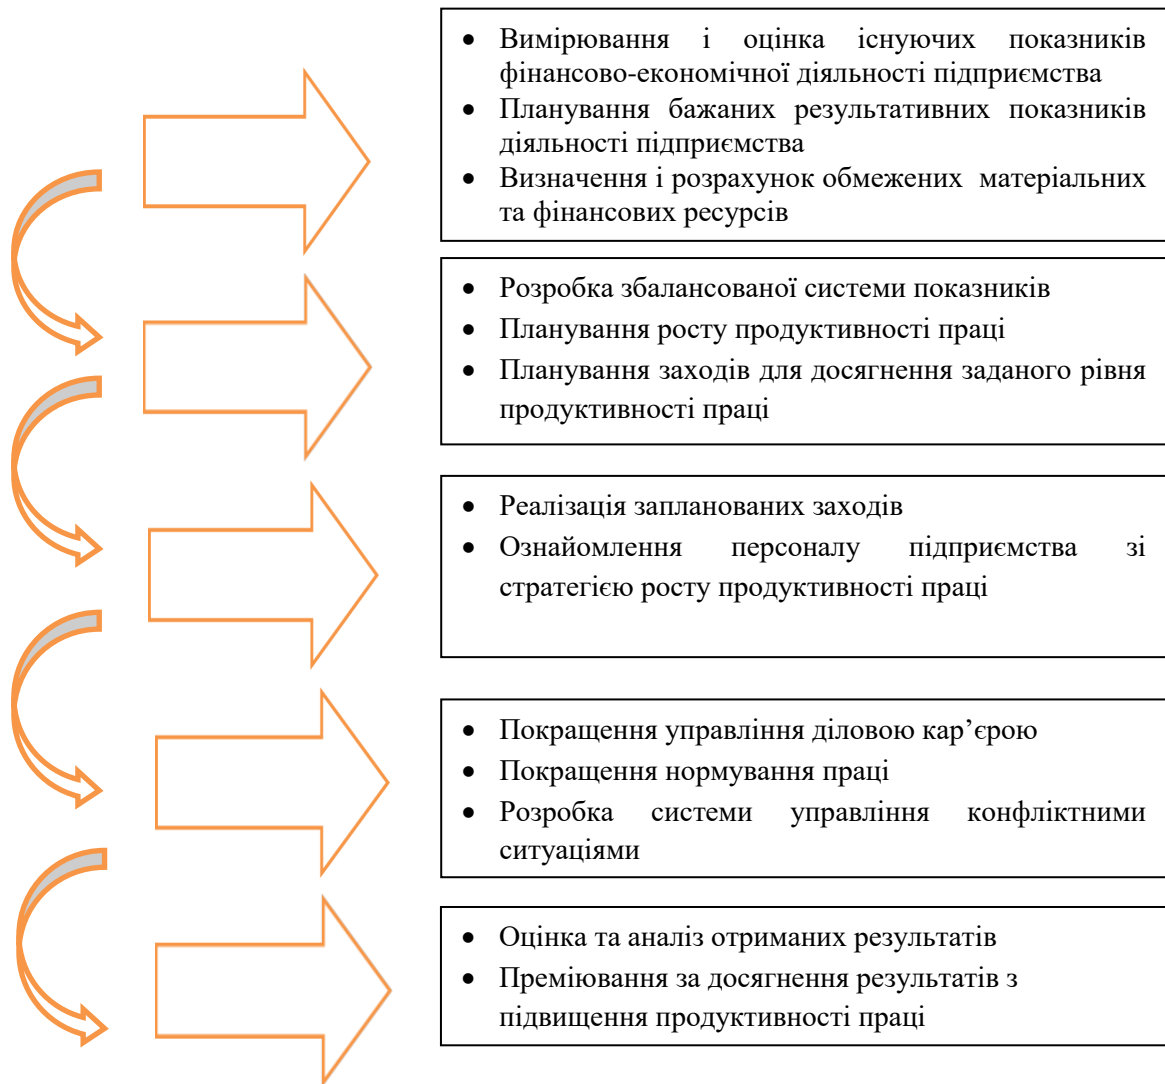 • Вимірювання і оцінка існуючих показників
фінансово-економічної діяльності підприємства
• Планування бажаних результативних показників
діяльності підприємства
• Визначення і розрахунок обмежених матеріальних
та фінансових ресурсів
• Розробка збалансованої системи показників
• Планування росту продуктивності праці
• Планування заходів для досягнення заданого рівня
продуктивності праці
• Реалізація запланованих заходів
• Ознайомлення персоналу підприємства зі
стратегією росту продуктивності праці
• Покращення управління діловою кар’єрою
• Покращення нормування праці
• Розробка системи управління конфліктними
ситуаціями
• Оцінка та аналіз отриманих результатів
• Преміювання за досягнення результатів з
підвищення продуктивності праці